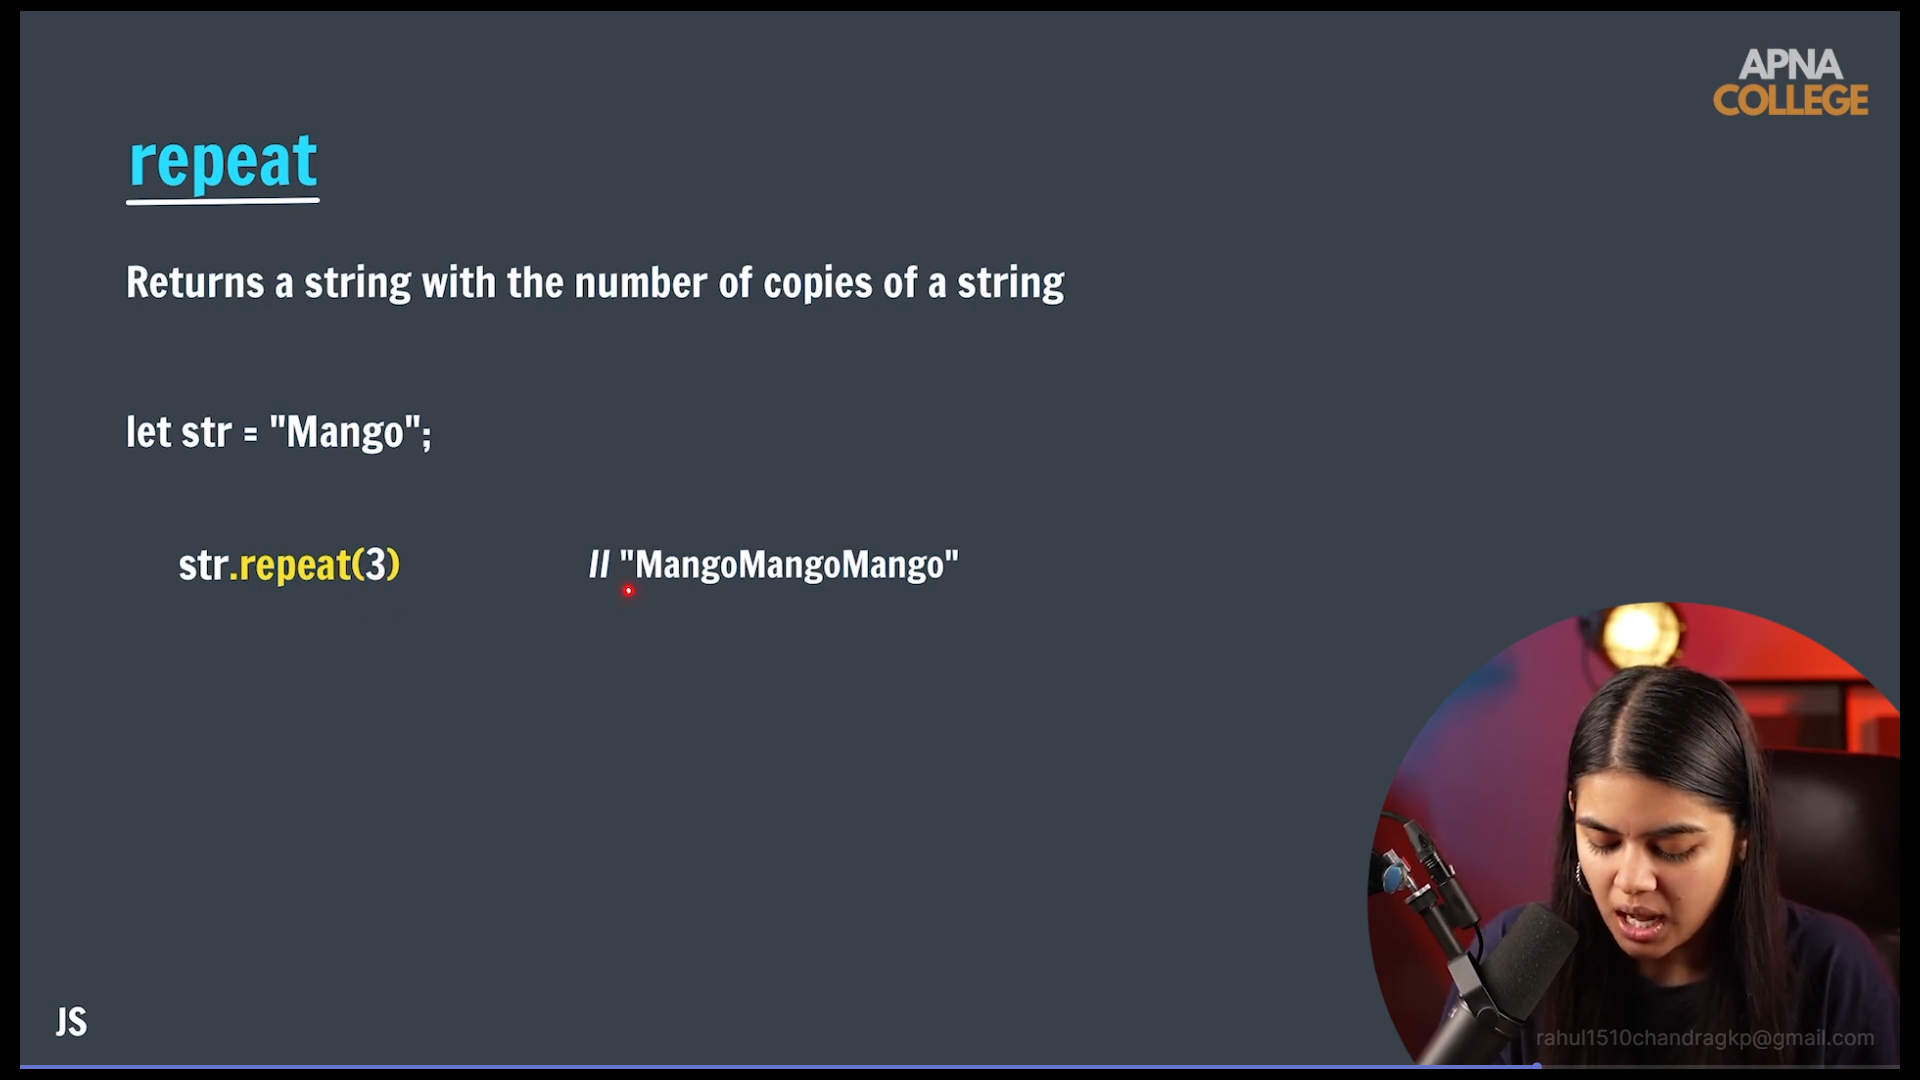 APNA
COLLEGE
repeat
Returns a string with the number of copies of a string
let str = "Mango";
str.repeat(3) // "MangoMangoMango"
JS
rahul1510chandragkp@gmail.com